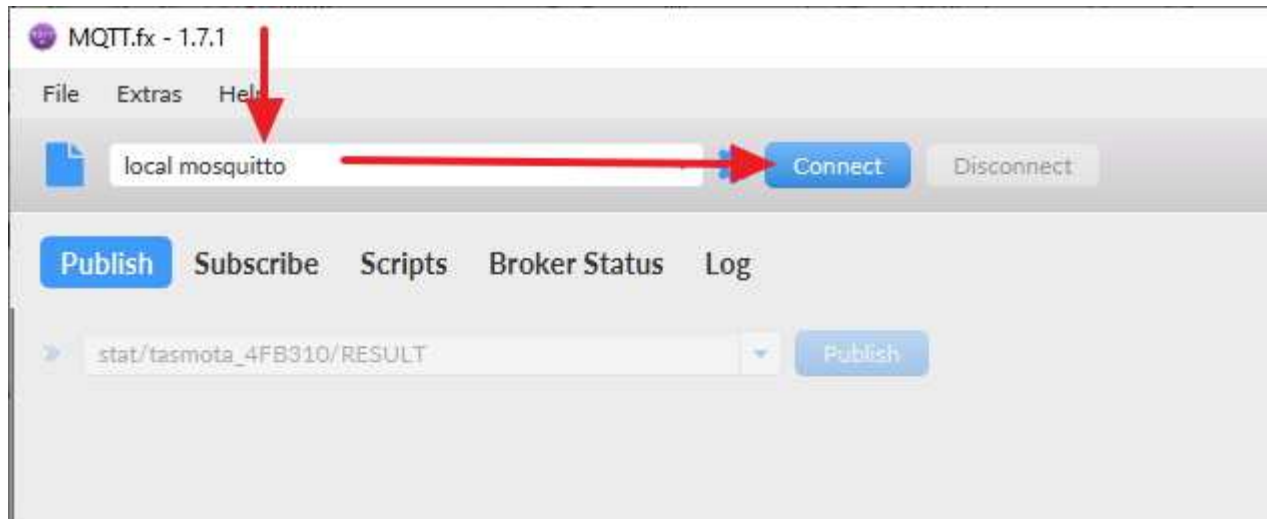 MQTT.fx - 1.7.1
File Extras Help
local mosquitto Connect Disconnect
Publish Subscribe Scripts Broker Status Log
stat/tasmota_4FB310/RESULT Publish